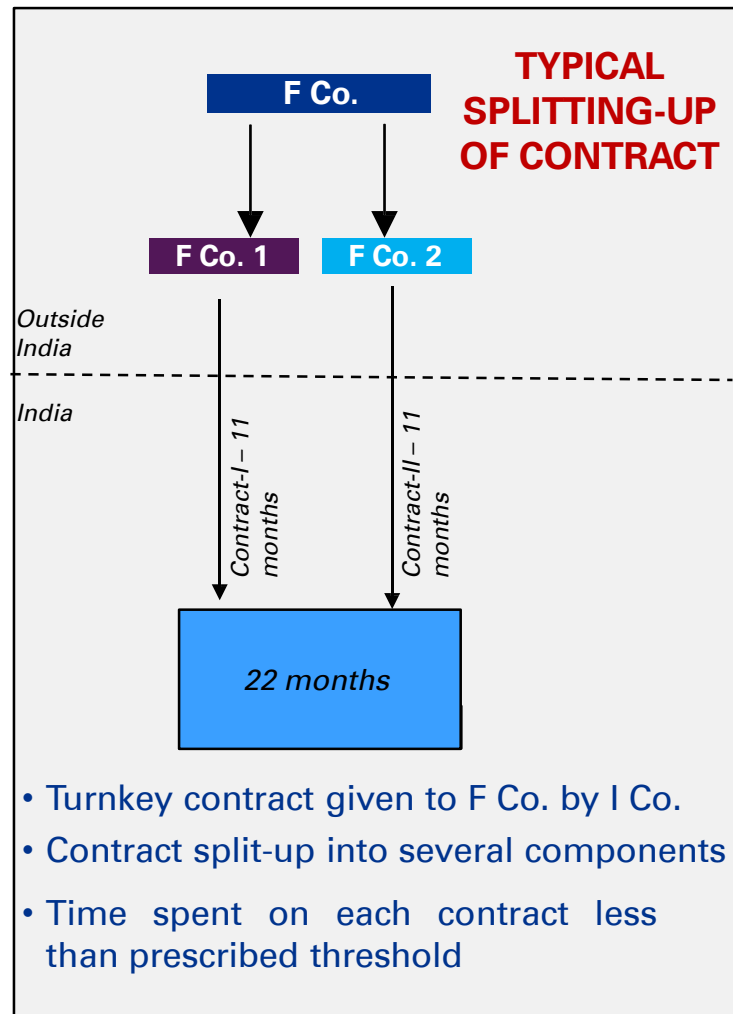 TYPICAL
SPLITTING-UP
OF CONTRACT
F Co.
F Co. 1
F Co. 2
Outside
India
India
Contract-I – 11
months
Contract-II – 11
months
22 months
• Turnkey contract given to F Co. by I Co.
• Contract split-up into several components
• Time spent on each contract less
than prescribed threshold